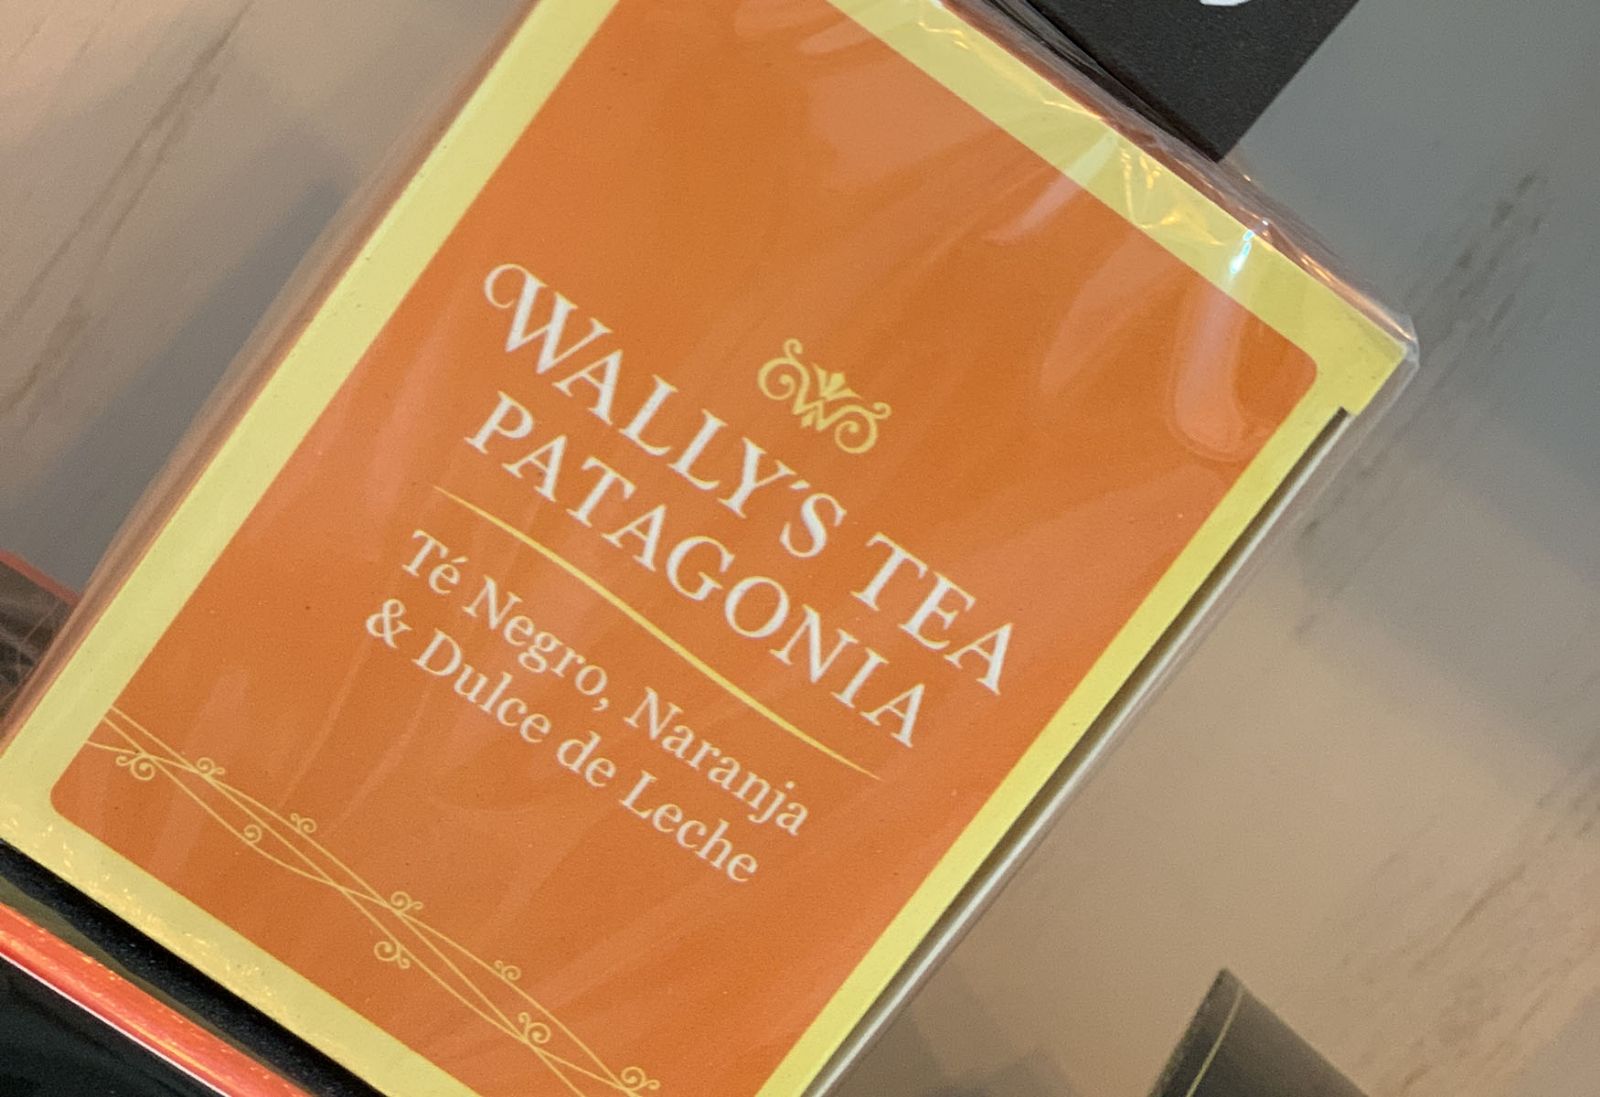 WALLY'S TEA
PATAGONIA
Té Negro, Naranja
& Dulce de Leche